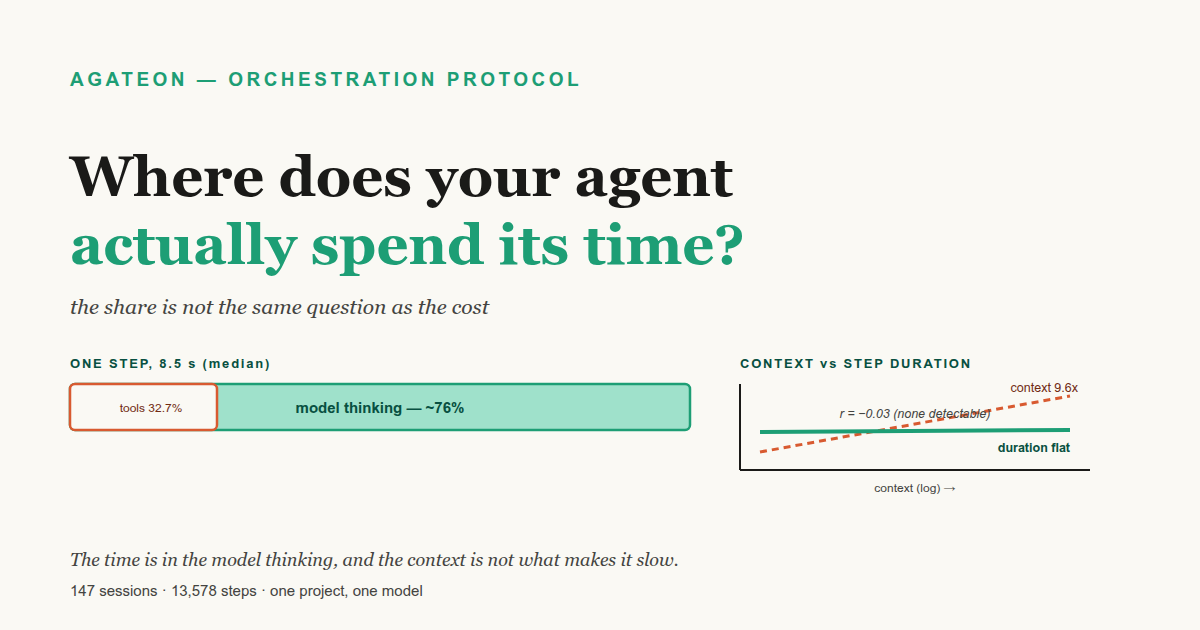 AGATEON — ORCHESTRATION PROTOCOL
Where does your agent
actually spend its time?
the share is not the same question as the cost
ONE STEP, 8.5 s (median)
tools 32.7%
model thinking — ~76%
CONTEXT vs STEP DURATION
context 9.6x
r = −0.03 (none detectable)
duration flat
context (log) →
The time is in the model thinking, and the context is not what makes it slow.
147 sessions · 13,578 steps · one project, one model